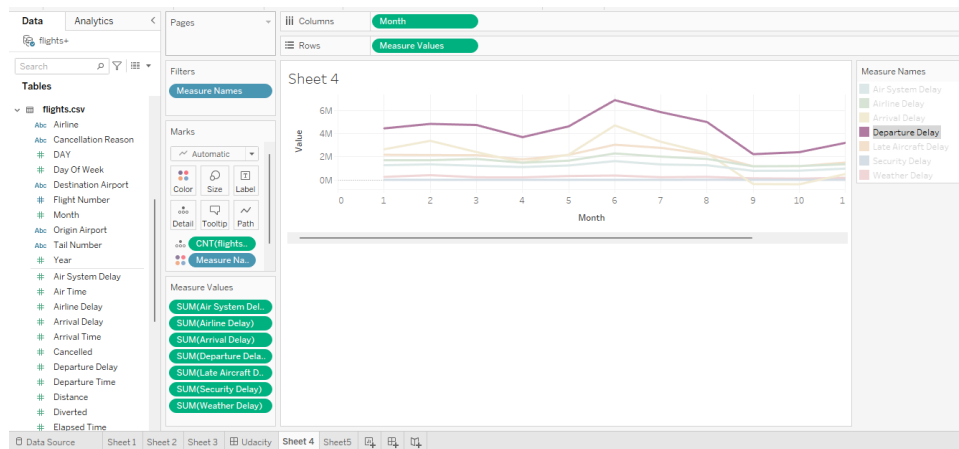 Data
Analytics
flights+
Search
Tables
flights.csv
Abc Airline
Abc Cancellation Reason
# DAY
# Day Of Week
Abc Destination Airport
# Flight Number
# Month
Abc Origin Airport
Abc Tail Number
# Year
# Air System Delay
# Air Time
# Airline Delay
# Arrival Delay
# Arrival Time
# Cancelled
# Departure Delay
# Departure Time
# Distance
# Diverted
# Elapsed Time
Pages
Filters
Measure Names
Marks
Automatic
Color Size Label
Detail Tooltip Path
CNT(flights..
Measure Na..
Measure Values
SUM(Air System Del..
SUM(Airline Delay)
SUM(Arrival Delay)
SUM(Departure Dela..
SUM(Late Aircraft D..
SUM(Security Delay)
SUM(Weather Delay)
Columns
Month
Rows
Measure Values
Sheet 4
Value
6M
4M
2M
0M
0 1 2 3 4 5 6 7 8 9 10 1
Month
Measure Names
Air System Delay
Airline Delay
Arrival Delay
Departure Delay
Late Aircraft Delay
Security Delay
Weather Delay
Data Source Sheet 1 Sheet 2 Sheet 3 Udacity Sheet 4 Sheet5